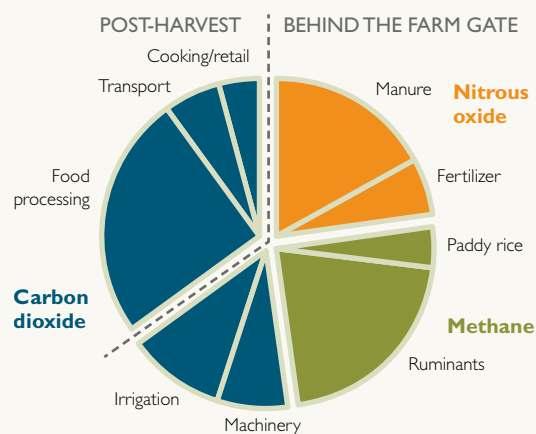 POST-HARVEST
BEHIND THE FARM GATE
Cooking/retail
Transport
Manure
Nitrous
oxide
Food
processing
Fertilizer
Paddy rice
Carbon
dioxide
Methane
Ruminants
Irrigation
Machinery